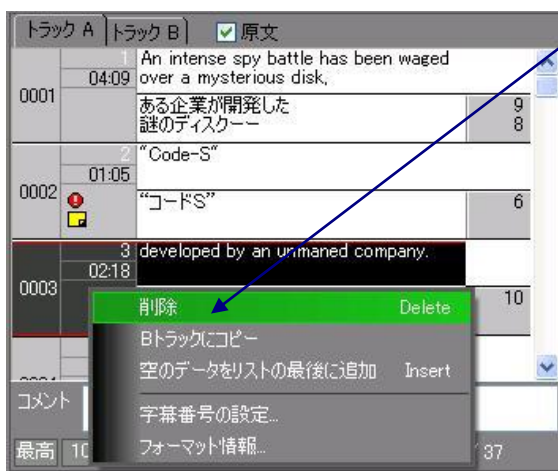 トラック A トラック B 原文
1 An intense spy battle has been waged
04:09 over a mysterious disk,
0001
ある企業が開発した 9
謎のディスクーー 8
2 “Code-S”
01:05
0002
“コードS” 6
3 developed by an unmaned company.
02:18
0003
10
削除 Delete
Bトラックにコピー
空のデータをリストの最後に追加 Insert
字幕番号の設定...
フォーマット情報...
コメント
最高 10 37